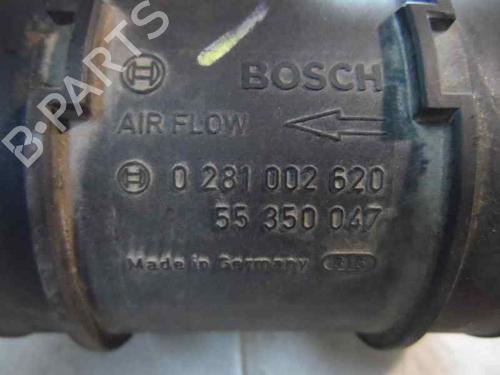 B-PARTS
BOSCH
AIR FLOW
0 281 002 620
55 350 047
Made in Germany